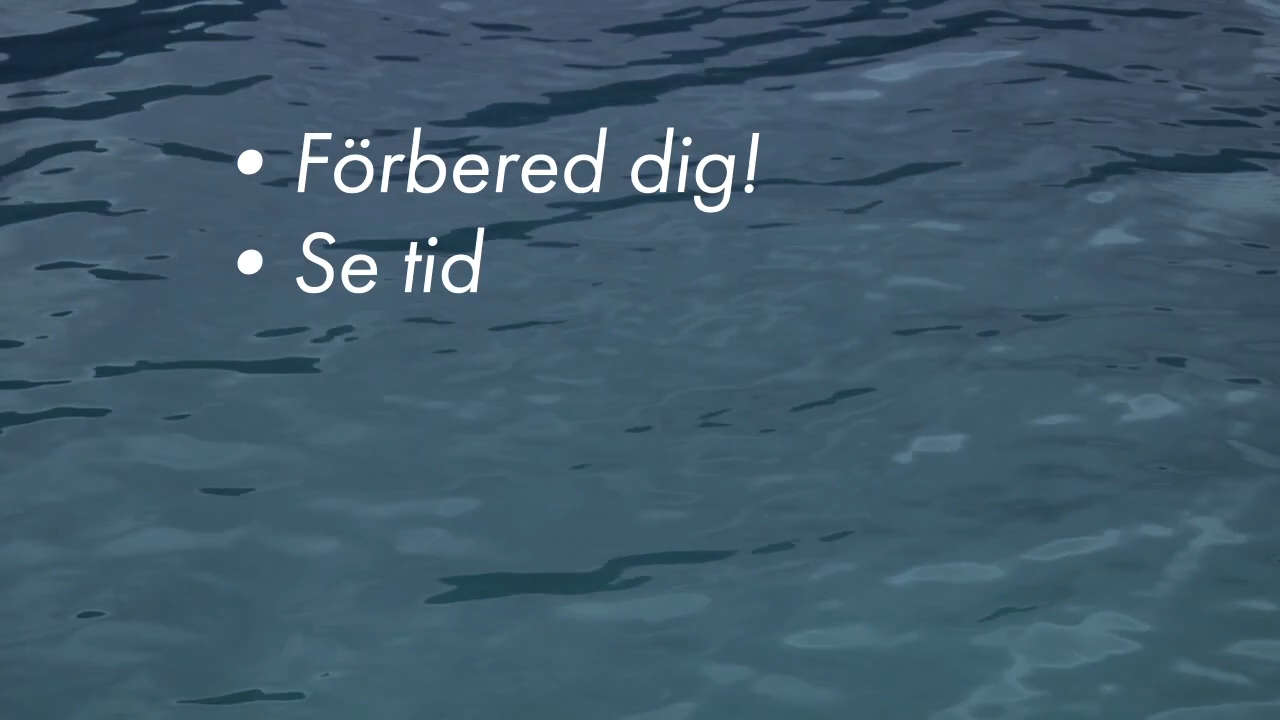 • Förbered dig!
• Se tid